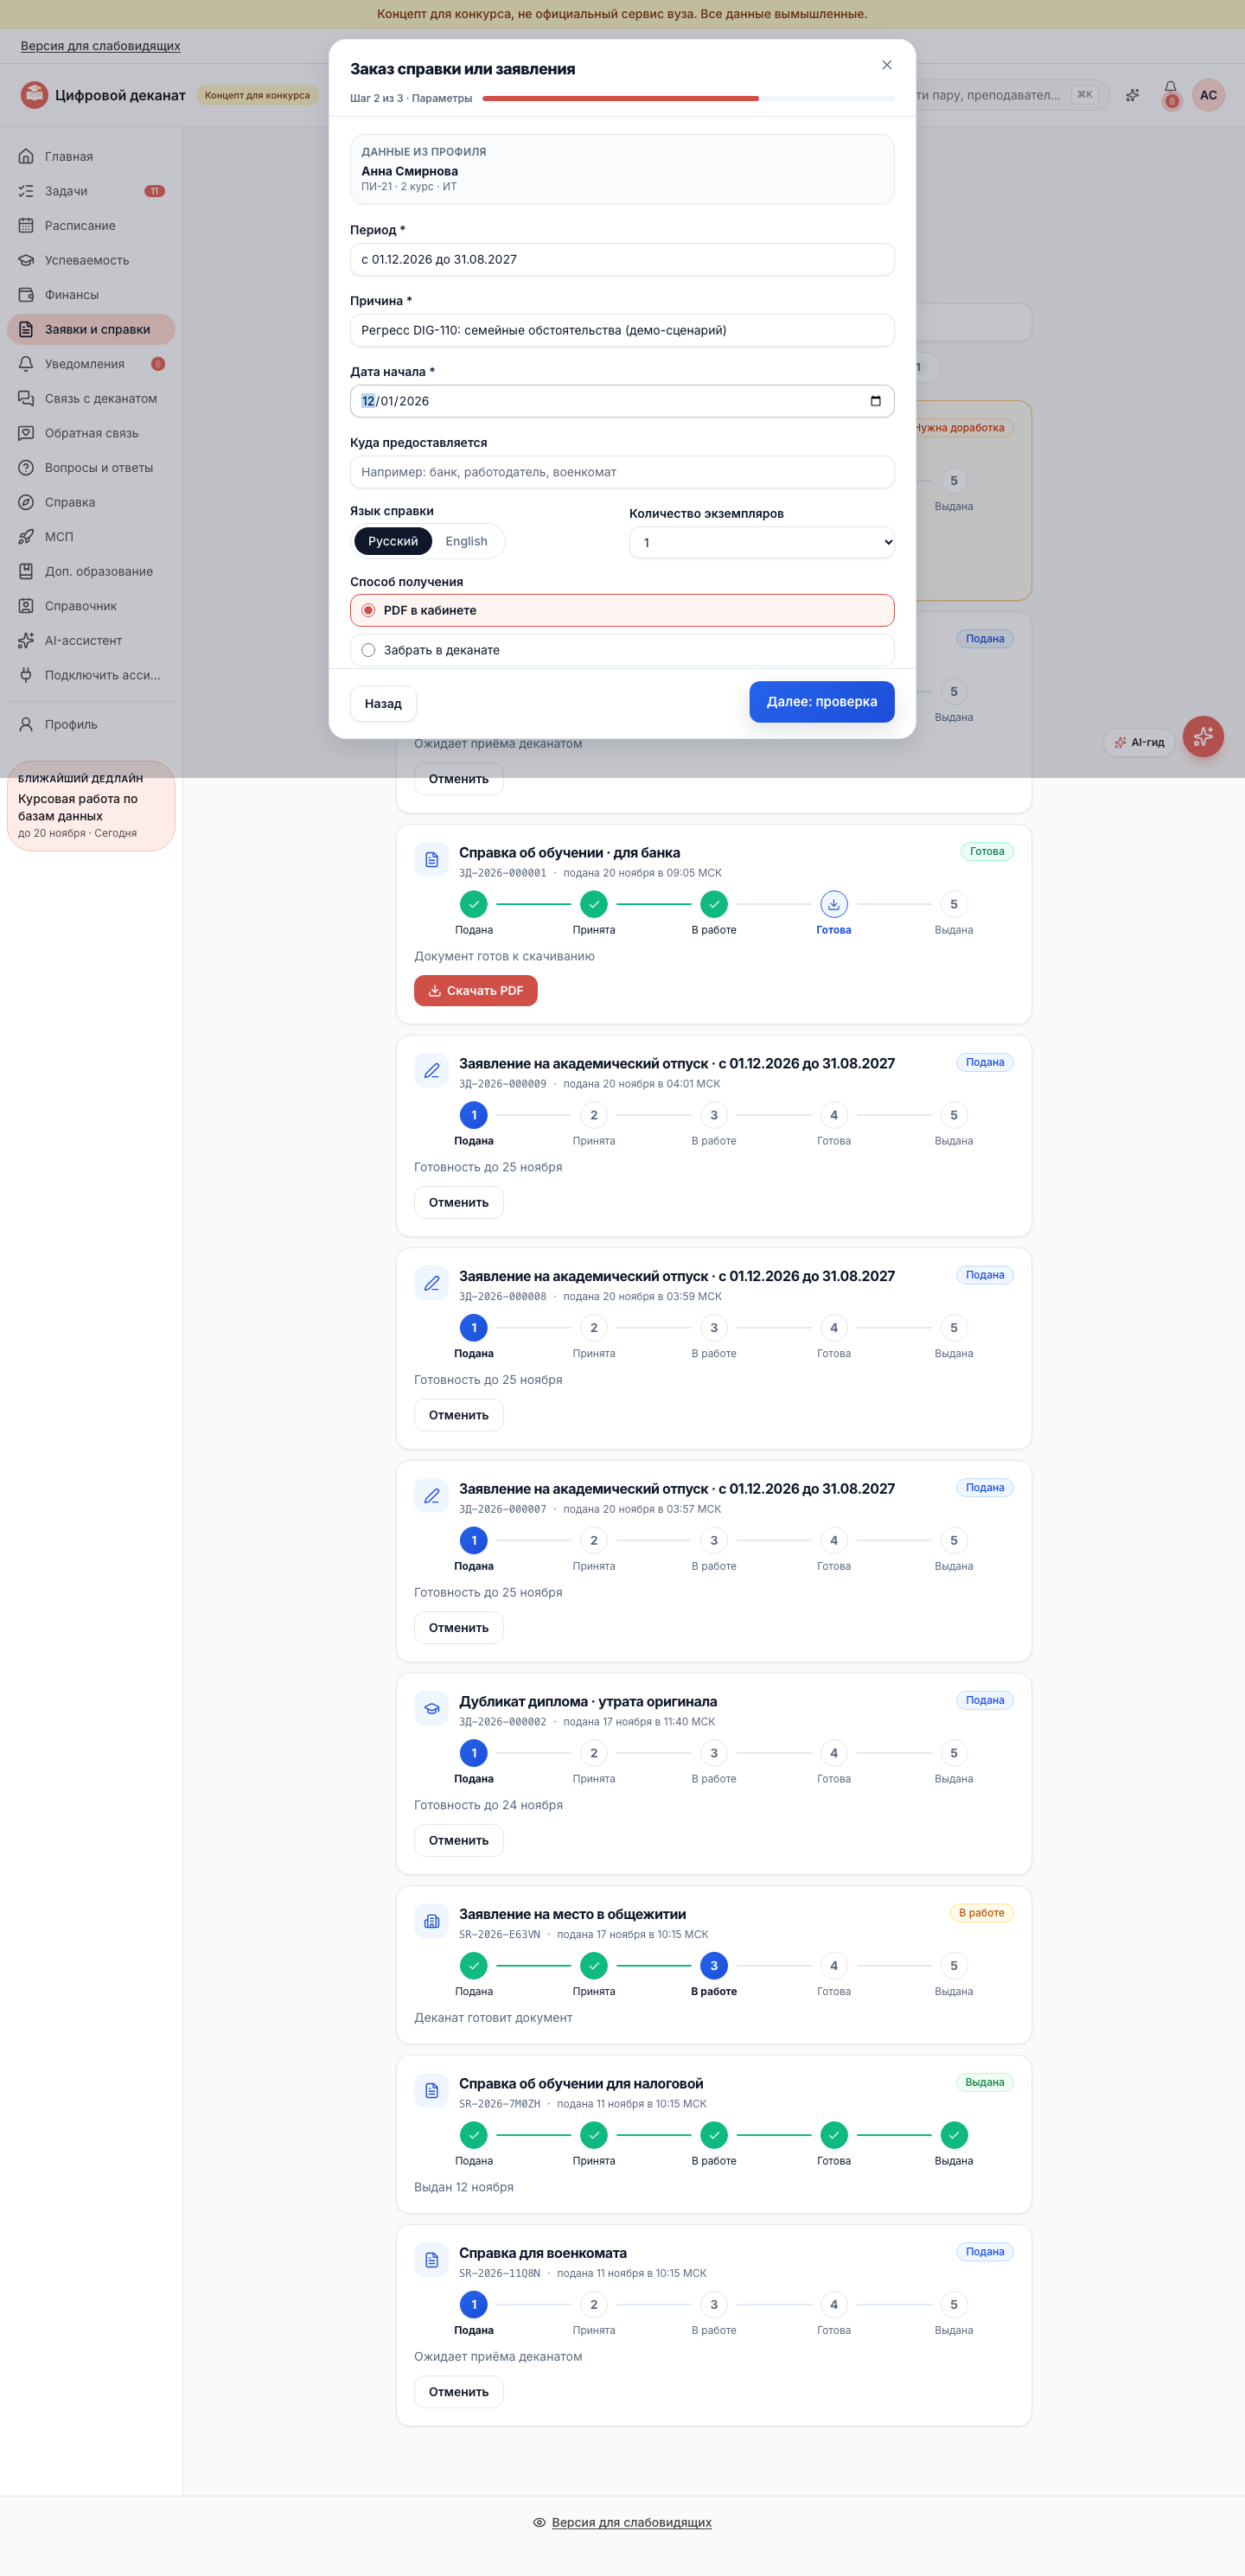 Концепт для конкурса, не официальный сервис вуза. Все данные вымышленные.
Версия для слабовидящих
Цифровой деканат
Концепт для конкурса
ти пару, преподавател...
⌘K
6
АС
Главная
Задачи
11
Расписание
Успеваемость
Финансы
Заявки и справки
Уведомления
6
Связь с деканатом
Обратная связь
Вопросы и ответы
Справка
МСП
Доп. образование
Справочник
AI-ассистент
Подключить асси...
Профиль
БЛИЖАЙШИЙ ДЕДЛАЙН
Курсовая работа по
базам данных
до 20 ноября · Сегодня
Заказ справки или заявления
Шаг 2 из 3 · Параметры
ДАННЫЕ ИЗ ПРОФИЛЯ
Анна Смирнова
ПИ-21 · 2 курс · ИТ
Период *
с 01.12.2026 до 31.08.2027
Причина *
Регресс DIG-110: семейные обстоятельства (демо-сценарий)
Дата начала *
12/01/2026
Куда предоставляется
Например: банк, работодатель, военкомат
Язык справки
Русский English
Количество экземпляров
1
Способ получения
PDF в кабинете
Забрать в деканате
Назад
Далее: проверка
1
Нужна доработка
5
Выдана
Подана
5
Выдана
AI-гид
Ожидает приёма деканатом
Отменить
Справка об обучении · для банка
Готова
ЗД-2026-000001 · подана 20 ноября в 09:05 МСК
5
Подана Принята В работе Готова Выдана
Документ готов к скачиванию
Скачать PDF
Заявление на академический отпуск · с 01.12.2026 до 31.08.2027
Подана
ЗД-2026-000009 · подана 20 ноября в 04:01 МСК
1 2 3 4 5
Подана Принята В работе Готова Выдана
Готовность до 25 ноября
Отменить
Заявление на академический отпуск · с 01.12.2026 до 31.08.2027
Подана
ЗД-2026-000008 · подана 20 ноября в 03:59 МСК
1 2 3 4 5
Подана Принята В работе Готова Выдана
Готовность до 25 ноября
Отменить
Заявление на академический отпуск · с 01.12.2026 до 31.08.2027
Подана
ЗД-2026-000007 · подана 20 ноября в 03:57 МСК
1 2 3 4 5
Подана Принята В работе Готова Выдана
Готовность до 25 ноября
Отменить
Дубликат диплома · утрата оригинала
Подана
ЗД-2026-000002 · подана 17 ноября в 11:40 МСК
1 2 3 4 5
Подана Принята В работе Готова Выдана
Готовность до 24 ноября
Отменить
Заявление на место в общежитии
В работе
SR-2026-E63VN · подана 17 ноября в 10:15 МСК
3 4 5
Подана Принята В работе Готова Выдана
Деканат готовит документ
Справка об обучении для налоговой
Выдана
SR-2026-7M0ZH · подана 11 ноября в 10:15 МСК
Подана Принята В работе Готова Выдана
Выдан 12 ноября
Справка для военкомата
Подана
SR-2026-11Q8N · подана 11 ноября в 10:15 МСК
1 2 3 4 5
Подана Принята В работе Готова Выдана
Ожидает приёма деканатом
Отменить
Версия для слабовидящих